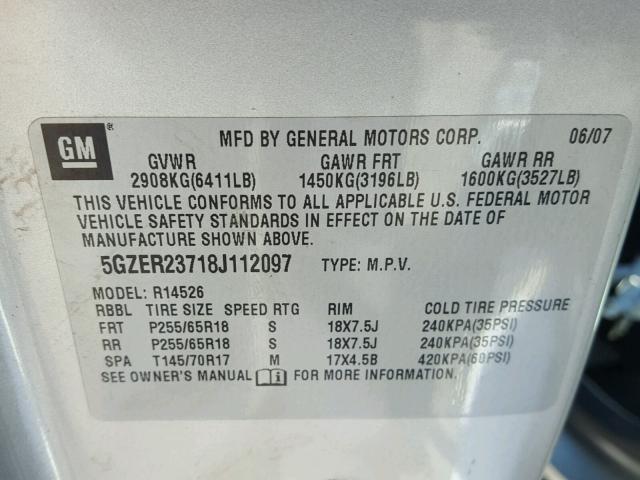 GM ®
MFD BY GENERAL MOTORS CORP. 06/07
GVWR GAWR FRT GAWR RR
2908KG(6411LB) 1450KG(3196LB) 1600KG(3527LB)
THIS VEHICLE CONFORMS TO ALL APPLICABLE U.S. FEDERAL MOTOR
VEHICLE SAFETY STANDARDS IN EFFECT ON THE DATE OF
MANUFACTURE SHOWN ABOVE.
5GZER23718J112097 TYPE: M.P.V.
MODEL: R14526
RBBL TIRE SIZE SPEED RTG RIM COLD TIRE PRESSURE
FRT P255/65R18 S 18X7.5J 240KPA(35PSI)
RR P255/65R18 S 18X7.5J 240KPA(35PSI)
SPA T145/70R17 M 17X4.5B 420KPA(60PSI)
SEE OWNER'S MANUAL FOR MORE INFORMATION.